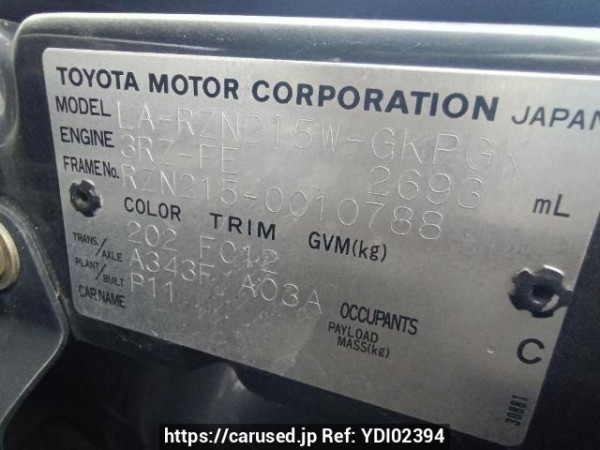 TOYOTA MOTOR CORPORATION JAPAN
MODEL LA-RZN215W-GKPGK
ENGINE 3RZ-FE 2693 mL
FRAME No. RZN215-0010788
COLOR TRIM GVM(kg)
202 FC12
TRANS./AXLE A343F A03A
PLANT/BUILT P11
CAR NAME
OCCUPANTS
PAYLOAD
MASS(kg)
C
30881
https://carused.jp Ref: YDI02394